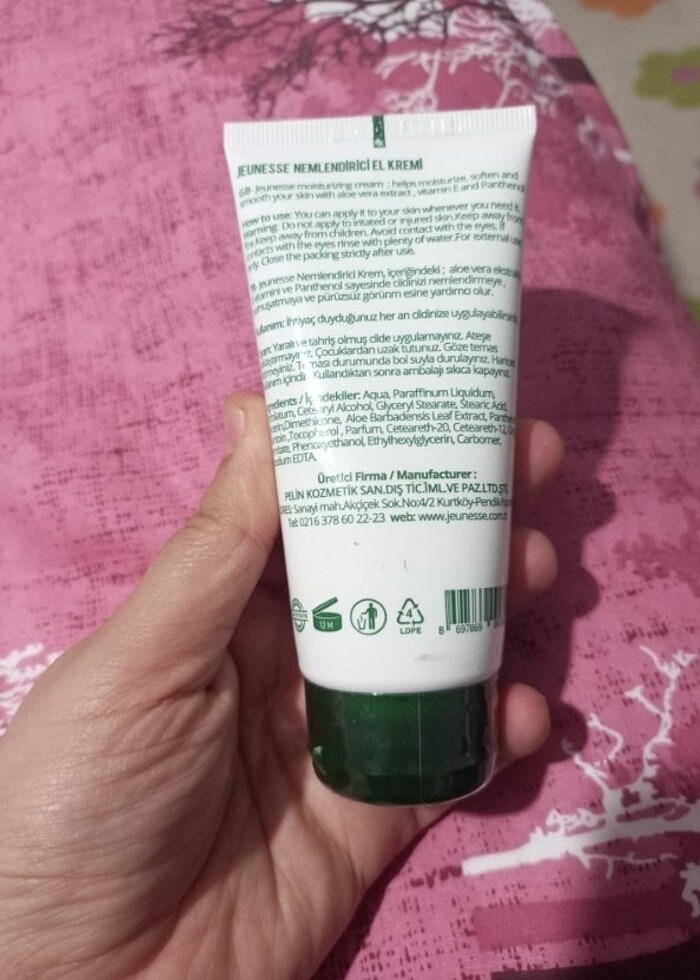 JEUNESSE NEMLENDİRİCİ EL KREMİ
GB- Jeunesse moisturizing cream ; helps moisturize, soften and
smooth your skin with aloe vera extract , vitamin E and Panthenol
How to use: You can apply it to your skin whenever you need it.
Warning: Do not apply to irritated or injured skin.Keep away from
fire.Keep away from children. Avoid contact with the eyes. If
contacts with the eyes rinse with plenty of water.For external use
only. Close the packing strictly after use.
Jeunesse Nemlendirici Krem, içeriğindeki ; aloe vera
vitamini ve Panthenol sayesinde cildinizi nemlendirmeye ,
yumuşatmaya ve pürüzsüz görünm esine yardımcı olur.
Kullanım: İhtiyaç duyduğunuz her an cildinize uygulayabilirsiniz
Yaralı ve tahriş olmuş cilde uygulamayınız. Ateşe
Çocuklardan uzak tutunuz. Göze temas
Teması durumunda bol suyla durulayınız. Harici
içindir. Kullandıktan sonra ambalajı sıkıca kapayınız.
Ingredients / İçindekiler: Aqua, Paraffinum Liquidum,
Petrolatum, Cetearyl Alcohol, Glyceryl Stearate, Stearic Acid,
Dimethicone, Aloe Barbadensis Leaf Extract,
,Tocopherol , Parfum, Ceteareth-20, Ceteareth-12,
Phenoxyethanol, Ethylhexylglycerin, Carbomer,
EDTA.
Üretici Firma / Manufacturer :
PELİN KOZMETİK SAN.DIŞ TİC.İML.VE PAZ.LTD.ŞTİ.
Sanayi mah.Akçiçek Sok.No:4/2 Kurtköy-Pendik
Tel: 0216 378 60 22-23 web: www.jeunesse.com.tr
12 M
4
LDPE
8 697869